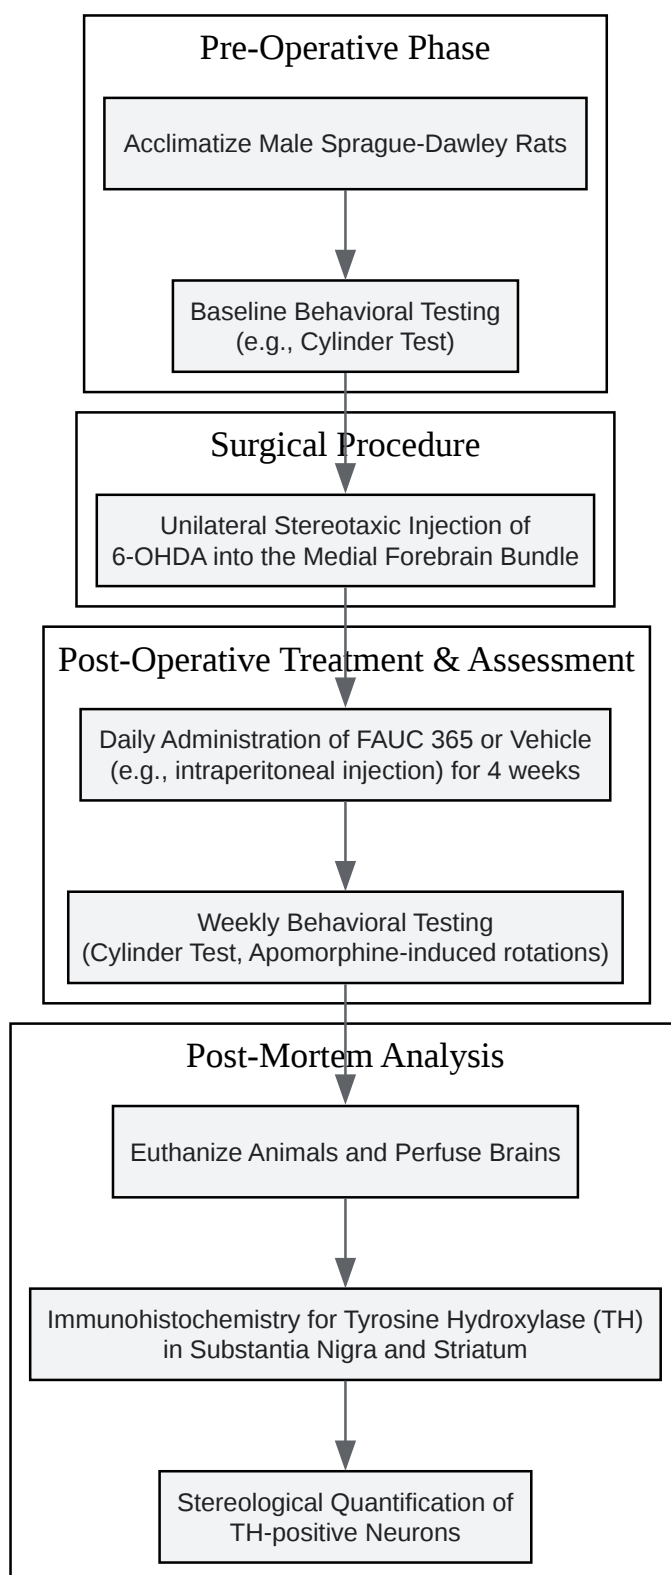 Pre-Operative Phase
Acclimatize Male Sprague-Dawley Rats
Baseline Behavioral Testing
(e.g., Cylinder Test)
Surgical Procedure
Unilateral Stereotaxic Injection of
6-OHDA into the Medial Forebrain Bundle
Post-Operative Treatment & Assessment
Daily Administration of FAUC 365 or Vehicle
(e.g., intraperitoneal injection) for 4 weeks
Weekly Behavioral Testing
(Cylinder Test, Apomorphine-induced rotations)
Post-Mortem Analysis
Euthanize Animals and Perfuse Brains
Immunohistochemistry for Tyrosine Hydroxylase (TH)
in Substantia Nigra and Striatum
Stereological Quantification of
TH-positive Neurons